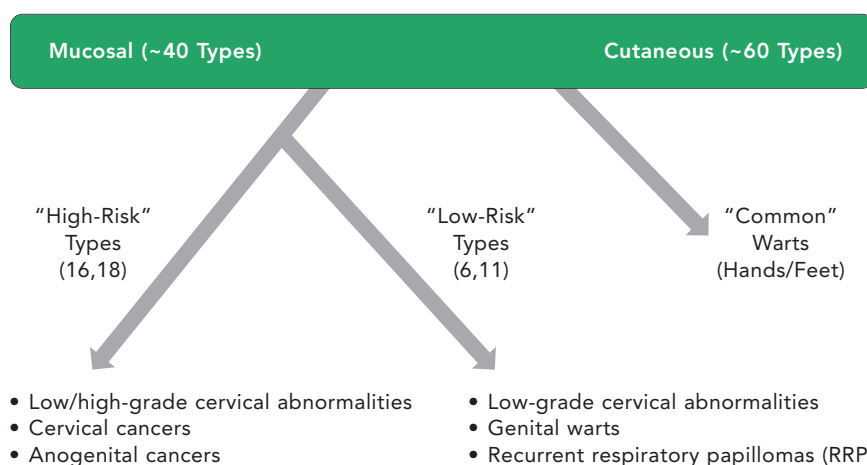 Mucosal (~40 Types)
Cutaneous (~60 Types)
“High-Risk”
Types
(16,18)
“Low-Risk”
Types
(6,11)
“Common”
Warts
(Hands/Feet)
• Low/high-grade cervical abnormalities
• Cervical cancers
• Anogenital cancers
• Low-grade cervical abnormalities
• Genital warts
• Recurrent respiratory papillomas (RRP